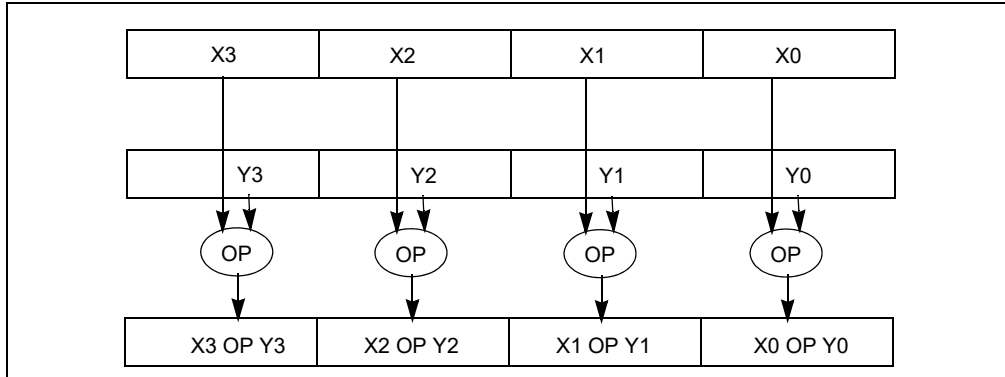 X3 X2 X1 X0
Y3 Y2 Y1 Y0
OP OP OP OP
X3 OP Y3 X2 OP Y2 X1 OP Y1 X0 OP Y0